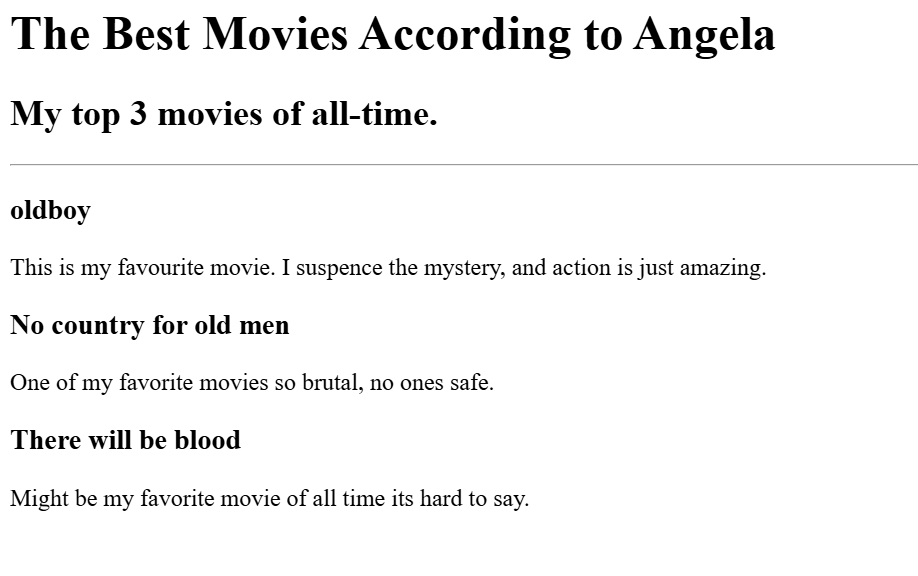 The Best Movies According to Angela
My top 3 movies of all-time.
oldboy
This is my favourite movie. I suspence the mystery, and action is just amazing.
No country for old men
One of my favorite movies so brutal, no ones safe.
There will be blood
Might be my favorite movie of all time its hard to say.